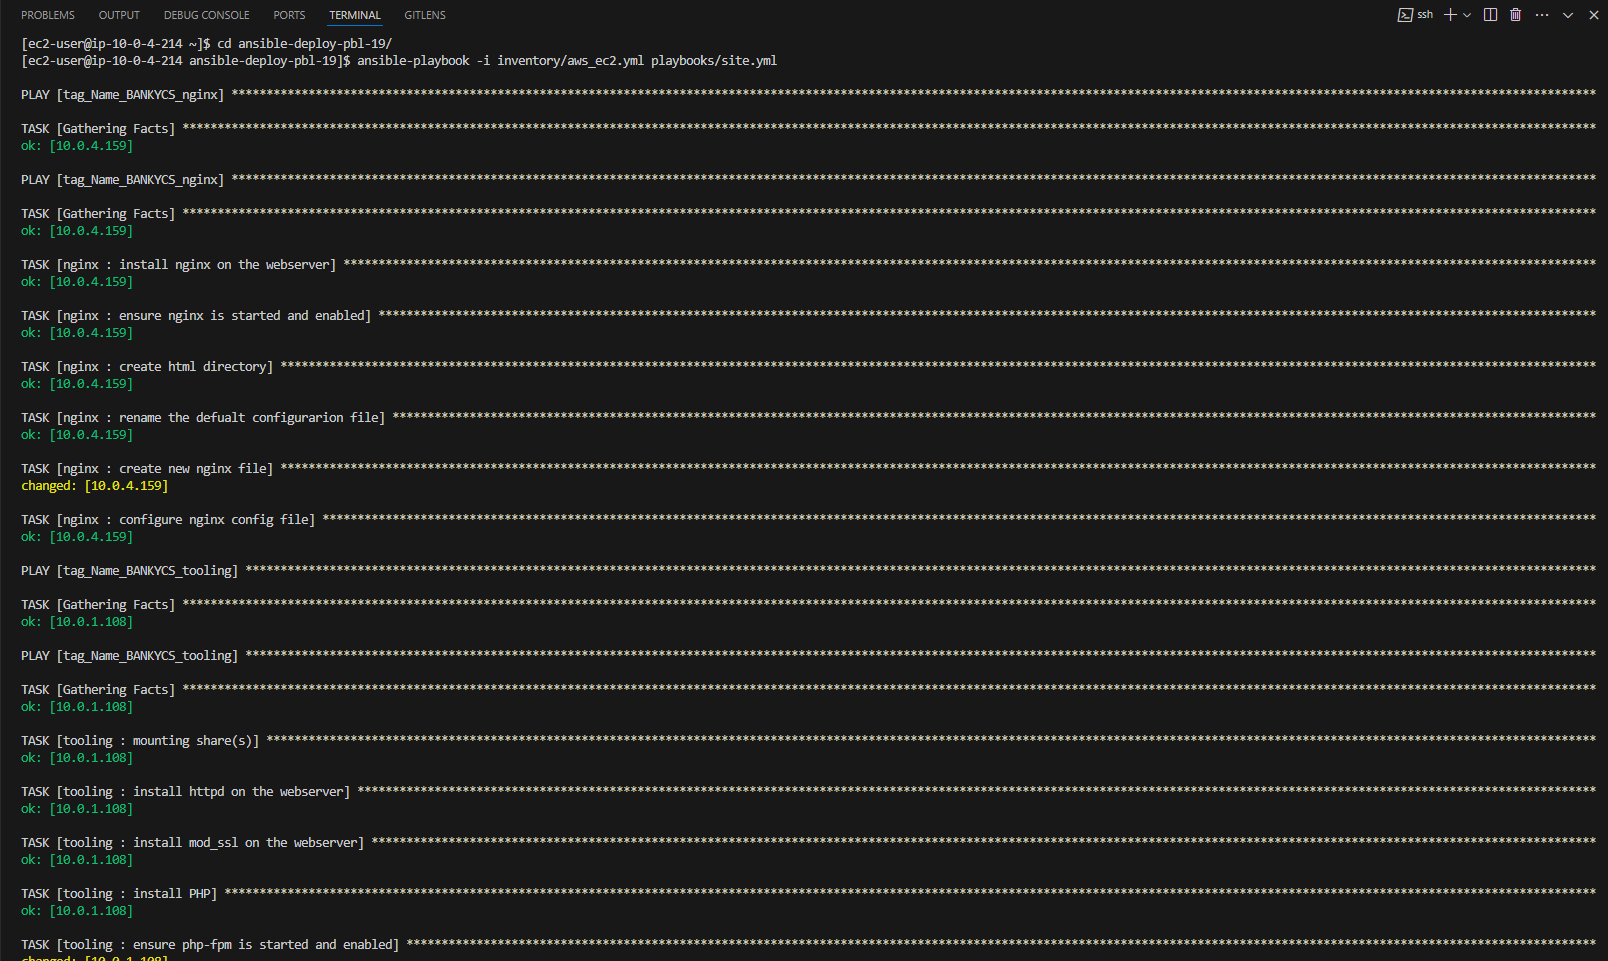 PROBLEMS OUTPUT DEBUG CONSOLE PORTS TERMINAL GITLENS ssh
[ec2-user@ip-10-0-4-214 ~]$ cd ansible-deploy-pbl-19/
[ec2-user@ip-10-0-4-214 ansible-deploy-pbl-19]$ ansible-playbook -i inventory/aws_ec2.yml playbooks/site.yml
PLAY [tag_Name_BANKYCS_nginx] ***************************************************************************************************************************************************************************************************
TASK [Gathering Facts] **********************************************************************************************************************************************************************************************************
ok: [10.0.4.159]
PLAY [tag_Name_BANKYCS_nginx] ***************************************************************************************************************************************************************************************************
TASK [Gathering Facts] **********************************************************************************************************************************************************************************************************
ok: [10.0.4.159]
TASK [nginx : install nginx on the webserver] ***********************************************************************************************************************************************************************************
ok: [10.0.4.159]
TASK [nginx : ensure nginx is started and enabled] ******************************************************************************************************************************************************************************
ok: [10.0.4.159]
TASK [nginx : create html directory] ********************************************************************************************************************************************************************************************
ok: [10.0.4.159]
TASK [nginx : rename the defualt configurarion file] ****************************************************************************************************************************************************************************
ok: [10.0.4.159]
TASK [nginx : create new nginx file] ********************************************************************************************************************************************************************************************
changed: [10.0.4.159]
TASK [nginx : configure nginx config file] **************************************************************************************************************************************************************************************
ok: [10.0.4.159]
PLAY [tag_Name_BANKYCS_tooling] *************************************************************************************************************************************************************************************************
TASK [Gathering Facts] **********************************************************************************************************************************************************************************************************
ok: [10.0.1.108]
PLAY [tag_Name_BANKYCS_tooling] *************************************************************************************************************************************************************************************************
TASK [Gathering Facts] **********************************************************************************************************************************************************************************************************
ok: [10.0.1.108]
TASK [tooling : mounting share(s)] **********************************************************************************************************************************************************************************************
ok: [10.0.1.108]
TASK [tooling : install httpd on the webserver] *********************************************************************************************************************************************************************************
ok: [10.0.1.108]
TASK [tooling : install mod_ssl on the webserver] *******************************************************************************************************************************************************************************
ok: [10.0.1.108]
TASK [tooling : install PHP] ****************************************************************************************************************************************************************************************************
ok: [10.0.1.108]
TASK [tooling : ensure php-fpm is started and enabled] **************************************************************************************************************************************************************************
changed: [10.0.1.108]